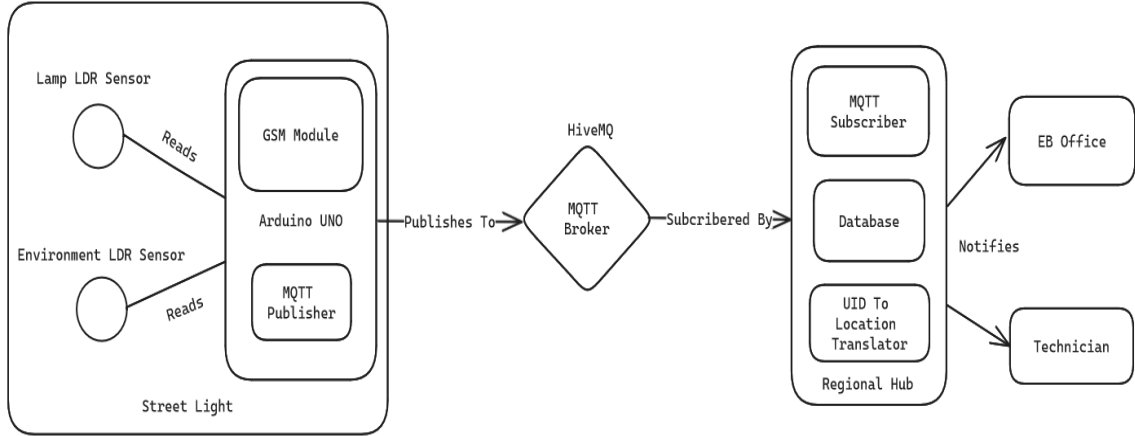 Lamp LDR Sensor
Reads
Environment LDR Sensor
Reads
GSM Module
Arduino UNO
MQTT
Publisher
Street Light
Publishes To
HiveMQ
MQTT
Broker
Subcribered By
MQTT
Subscriber
Database
UID To
Location
Translator
Regional Hub
Notifies
EB Office
Technician